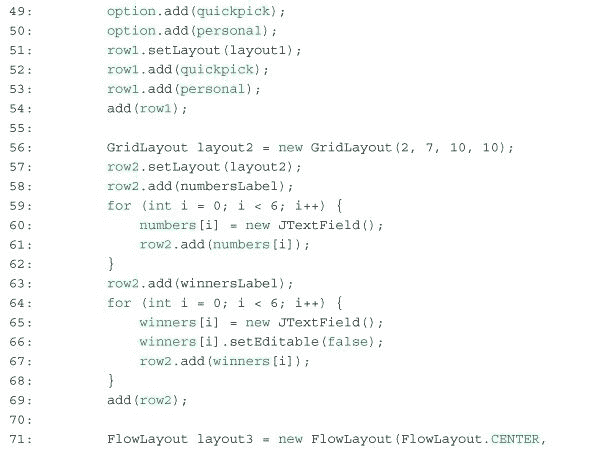 49: option.add(quickpick);
50: option.add(personal);
51: row1.setLayout(layout1);
52: row1.add(quickpick);
53: row1.add(personal);
54: add(row1);
55:
56: GridLayout layout2 = new GridLayout(2, 7, 10, 10);
57: row2.setLayout(layout2);
58: row2.add(numbersLabel);
59: for (int i = 0; i < 6; i++) {
60: numbers[i] = new JTextField();
61: row2.add(numbers[i]);
62: }
63: row2.add(winnersLabel);
64: for (int i = 0; i < 6; i++) {
65: winners[i] = new JTextField();
66: winners[i].setEditable(false);
67: row2.add(winners[i]);
68: }
69: add(row2);
70:
71: FlowLayout layout3 = new FlowLayout(FlowLayout.CENTER,